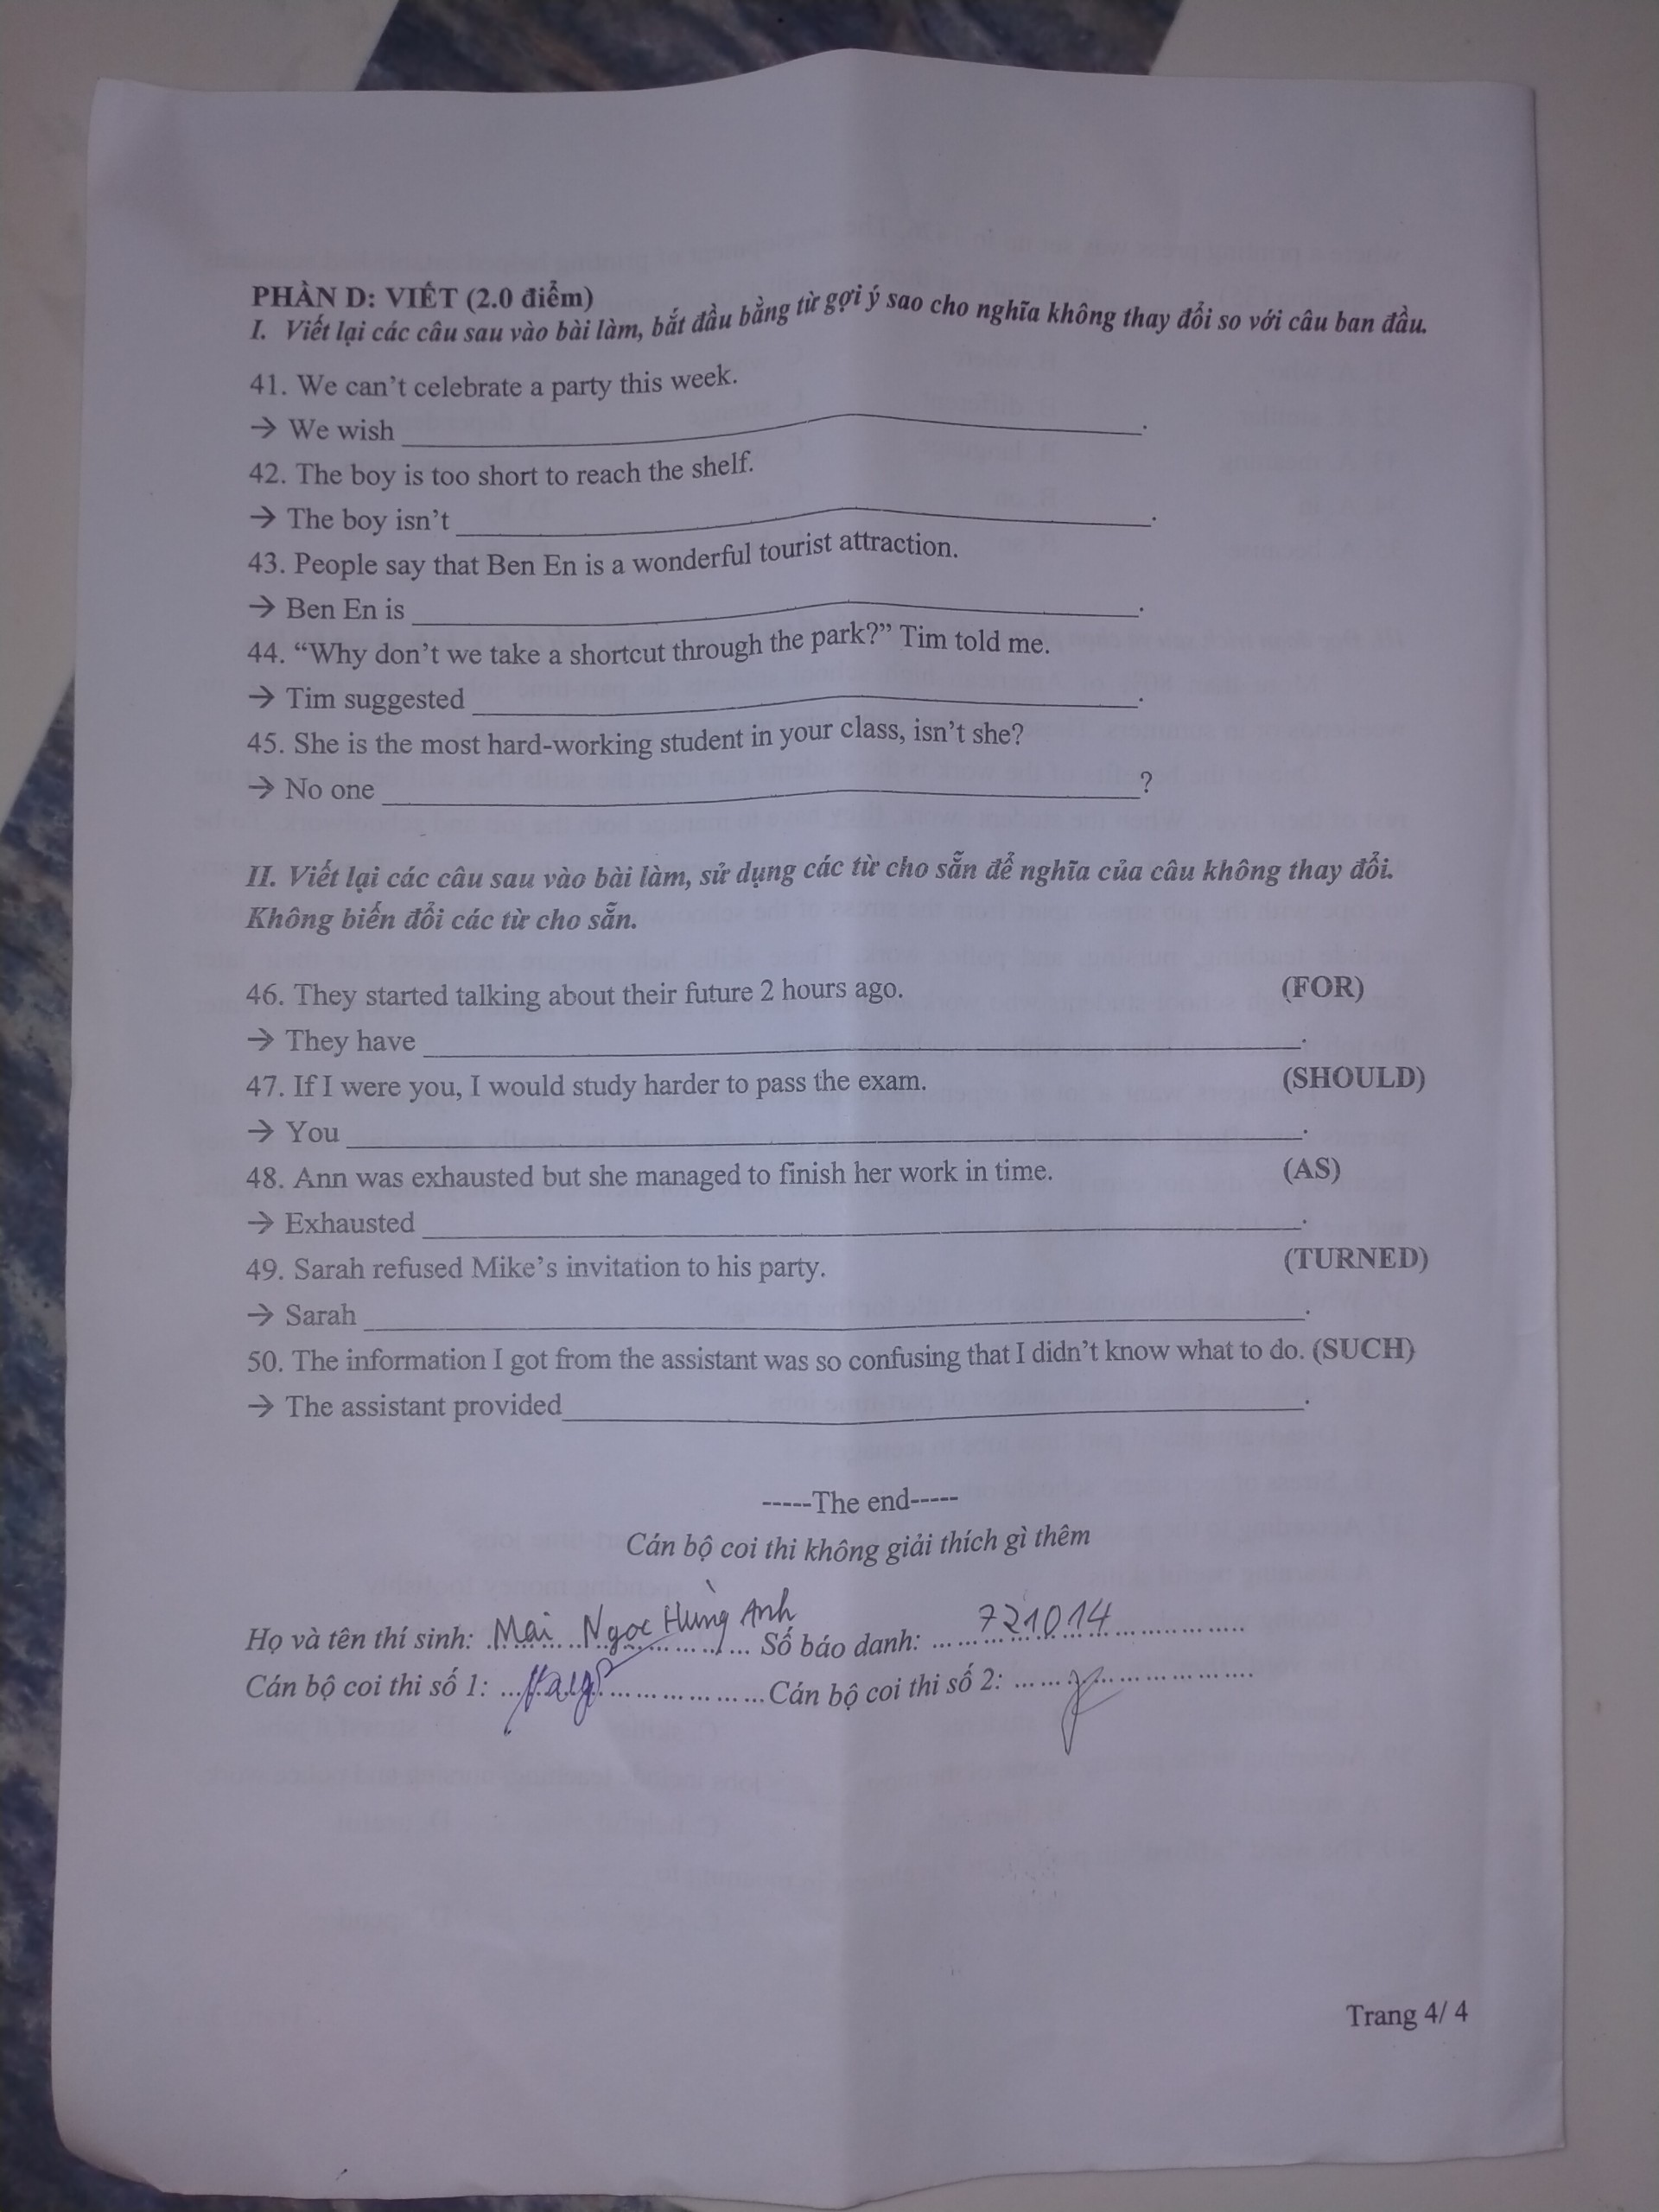 PHẦN D: VIẾT (2.0 điểm)
I. Viết lại các câu sau vào bài làm, bắt đầu bằng từ gợi ý sao cho nghĩa không thay đổi so với câu ban đầu.
41. We can't celebrate a party this week.
→ We wish ______________________.
42. The boy is too short to reach the shelf.
→ The boy isn't ______________________.
43. People say that Ben En is a wonderful tourist attraction.
→ Ben En is ______________________.
44. “Why don't we take a shortcut through the park?” Tim told me.
→ Tim suggested ______________________.
45. She is the most hard-working student in your class, isn't she?
→ No one ______________________?
II. Viết lại các câu sau vào bài làm, sử dụng các từ cho sẵn để nghĩa của câu không thay đổi.
Không biến đổi các từ cho sẵn.
46. They started talking about their future 2 hours ago. (FOR)
→ They have ______________________.
47. If I were you, I would study harder to pass the exam. (SHOULD)
→ You ______________________.
48. Ann was exhausted but she managed to finish her work in time. (AS)
→ Exhausted ______________________.
49. Sarah refused Mike's invitation to his party. (TURNED)
→ Sarah ______________________.
50. The information I got from the assistant was so confusing that I didn't know what to do. (SUCH)
→ The assistant provided______________________.
-----The end-----
Cán bộ coi thi không giải thích gì thêm
Họ và tên thí sinh: Mai Ngọc Hùng Anh Số báo danh: 721014
Cán bộ coi thi số 1: .................... Cán bộ coi thi số 2: ....................
Trang 4/ 4